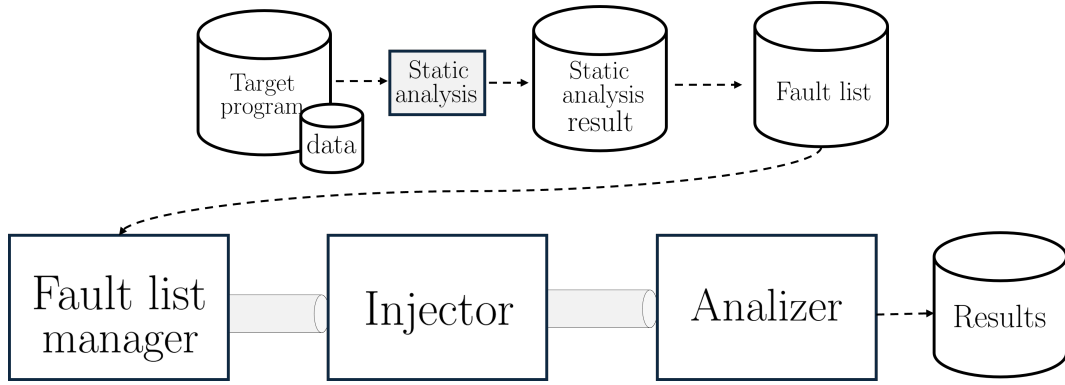 Target
program
data
Static
analysis
Static
analysis
result
Fault list
Fault list
manager
Injector
Analizer
Results